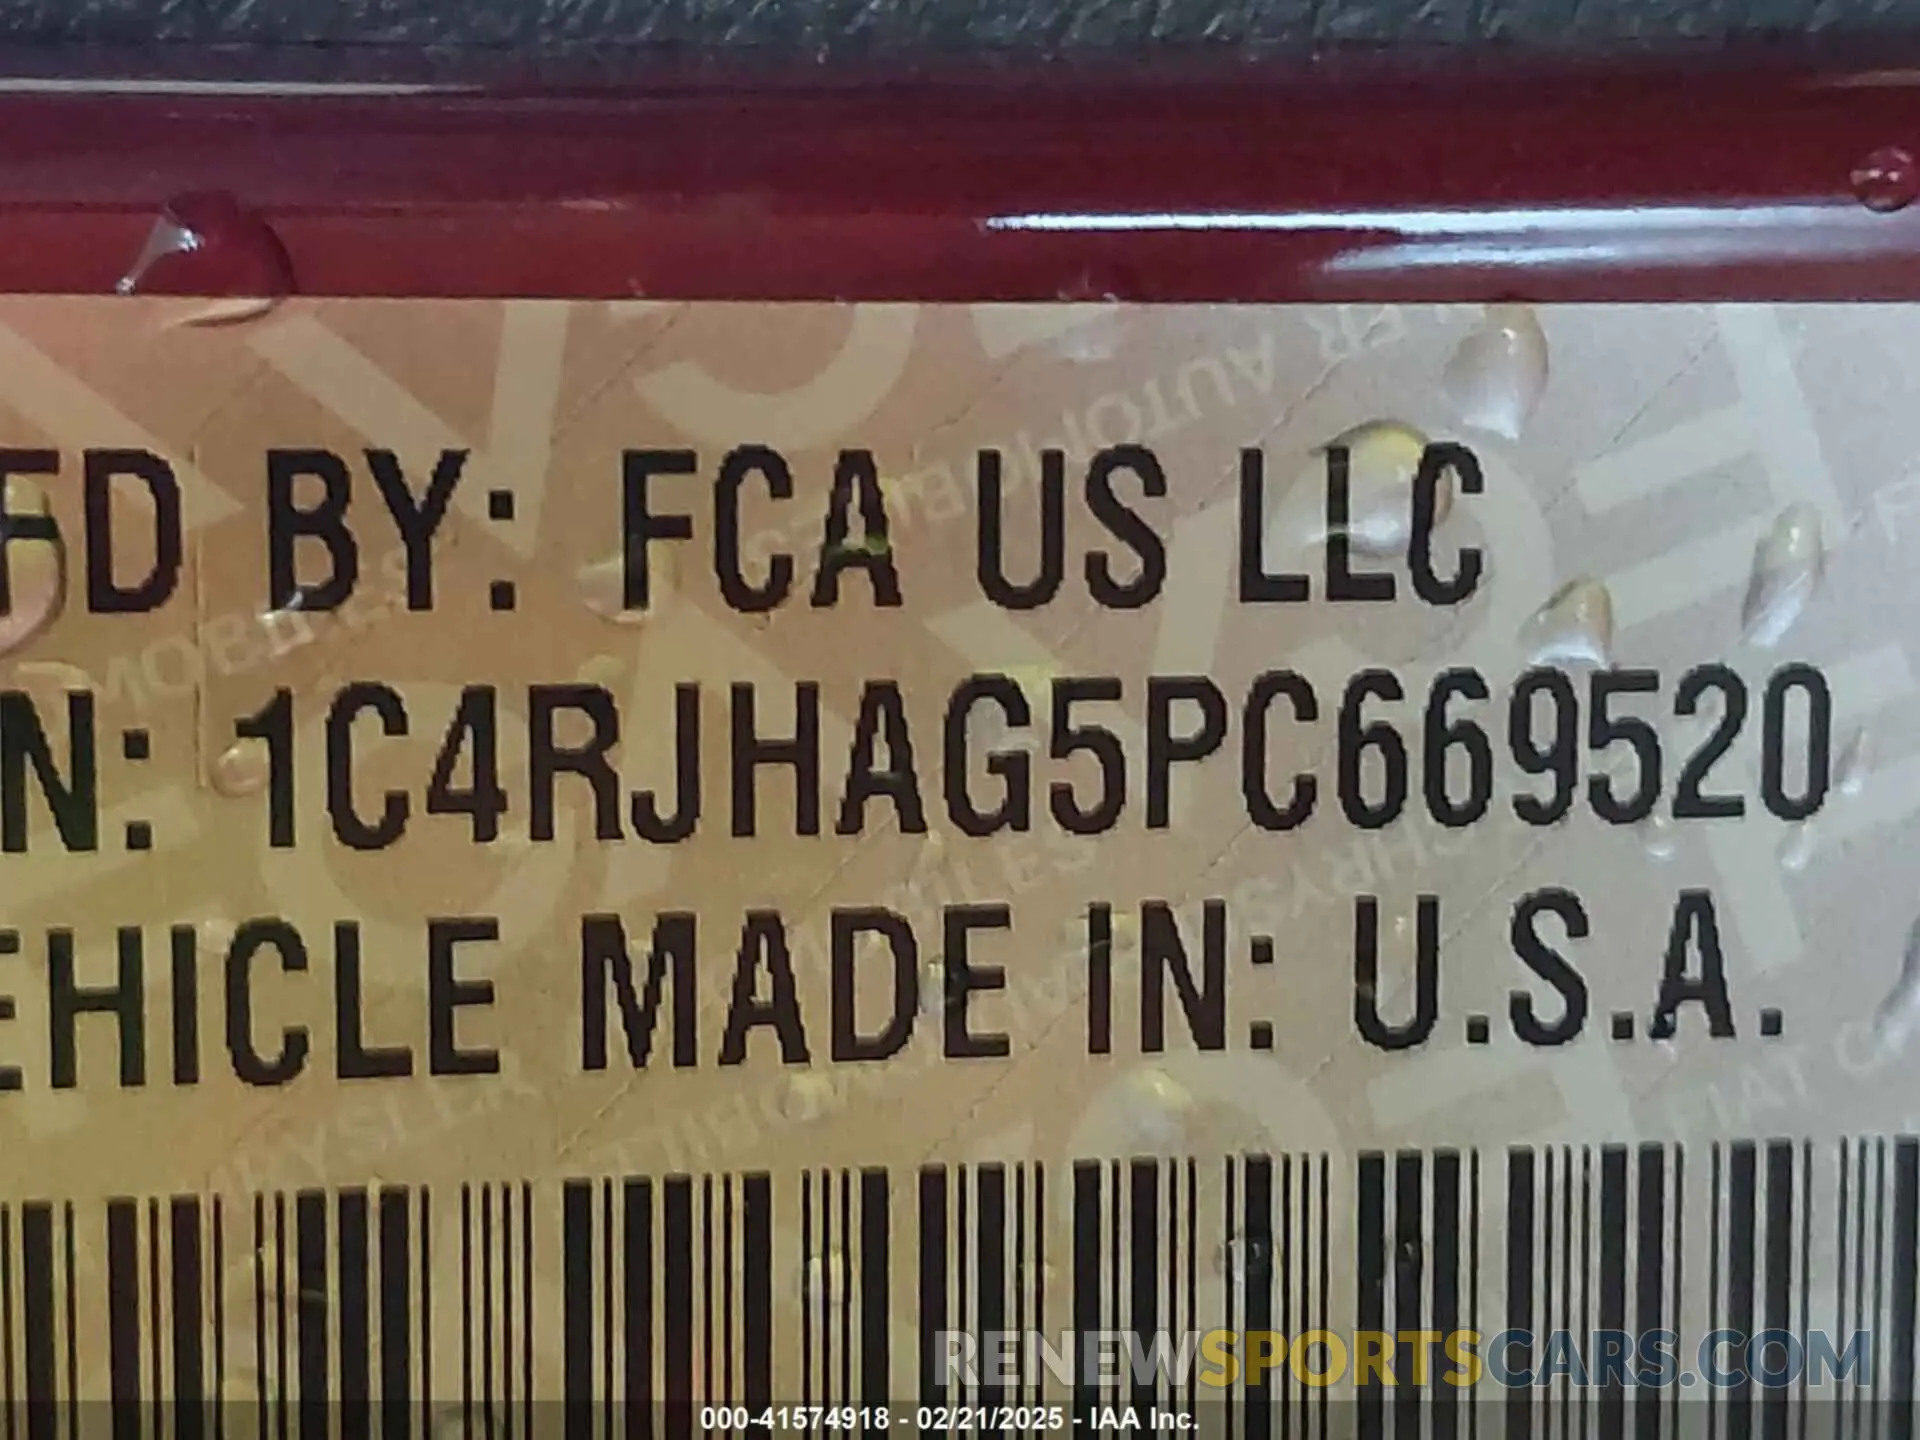 FD BY: FCA US LLC
N: 1C4RJHAG5PC669520
EHICLE MADE IN: U.S.A.
RENEWSPORTSCARS.COM
000-41574918 - 02/21/2025 - IAA Inc.